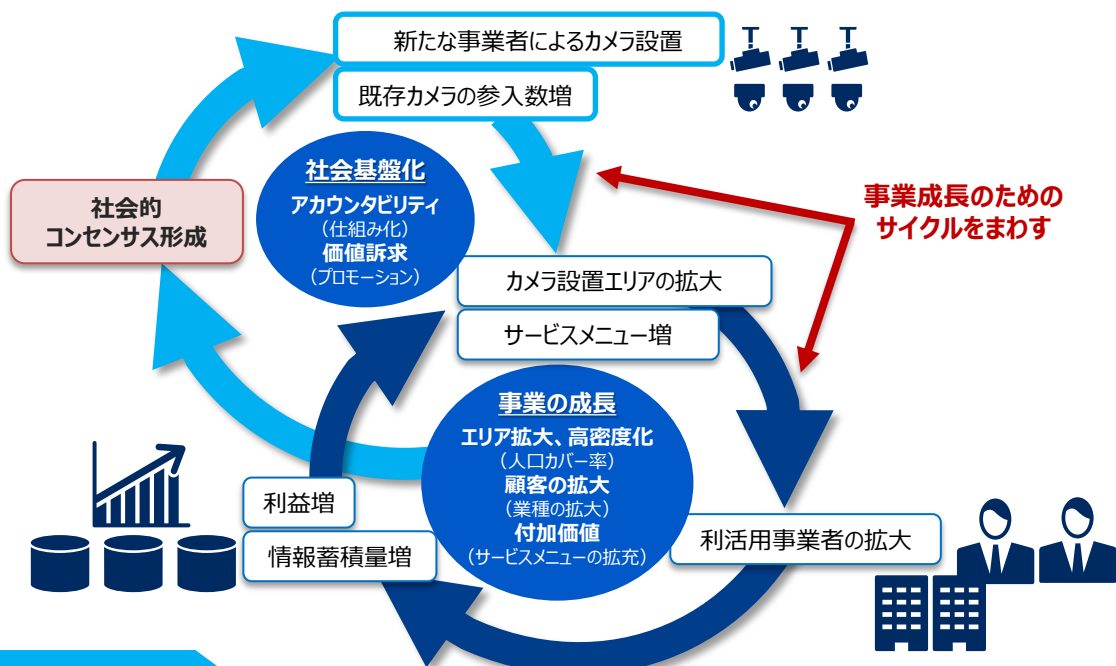 新たな事業者によるカメラ設置
既存カメラの参入数増
社会基盤化
アカウンタビリティ
（仕組み化）
価値訴求
（プロモーション）
社会的
コンセンサス形成
事業成長のための
サイクルをまわす
カメラ設置エリアの拡大
サービスメニュー増
事業の成長
エリア拡大、高密度化
（人口カバー率）
顧客の拡大
（業種の拡大）
付加価値
（サービスメニューの拡充）
利益増
情報蓄積量増
利活用事業者の拡大